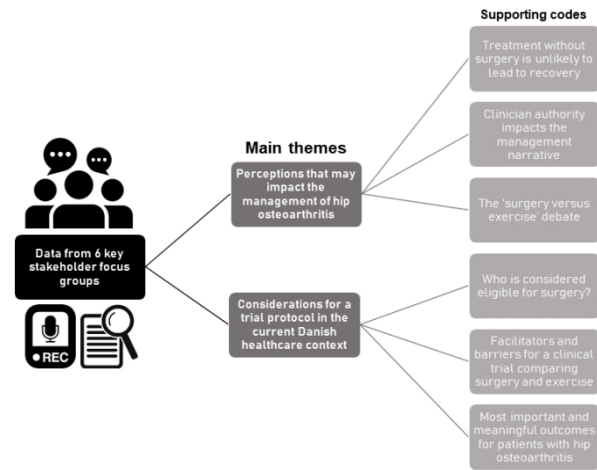 Supporting codes
Treatment without
surgery is unlikely to
lead to recovery
Clinician authority
impacts the
management
narrative
The 'surgery versus
exercise' debate
Main themes
Perceptions that may
impact the
management of hip
osteoarthritis
Data from 6 key
stakeholder focus
groups
REC
Considerations for a
trial protocol in the
current Danish
healthcare context
Who is considered
eligible for surgery?
Facilitators and
barriers for a clinical
trial comparing
surgery and exercise
Most important and
meaningful outcomes
for patients with hip
osteoarthritis